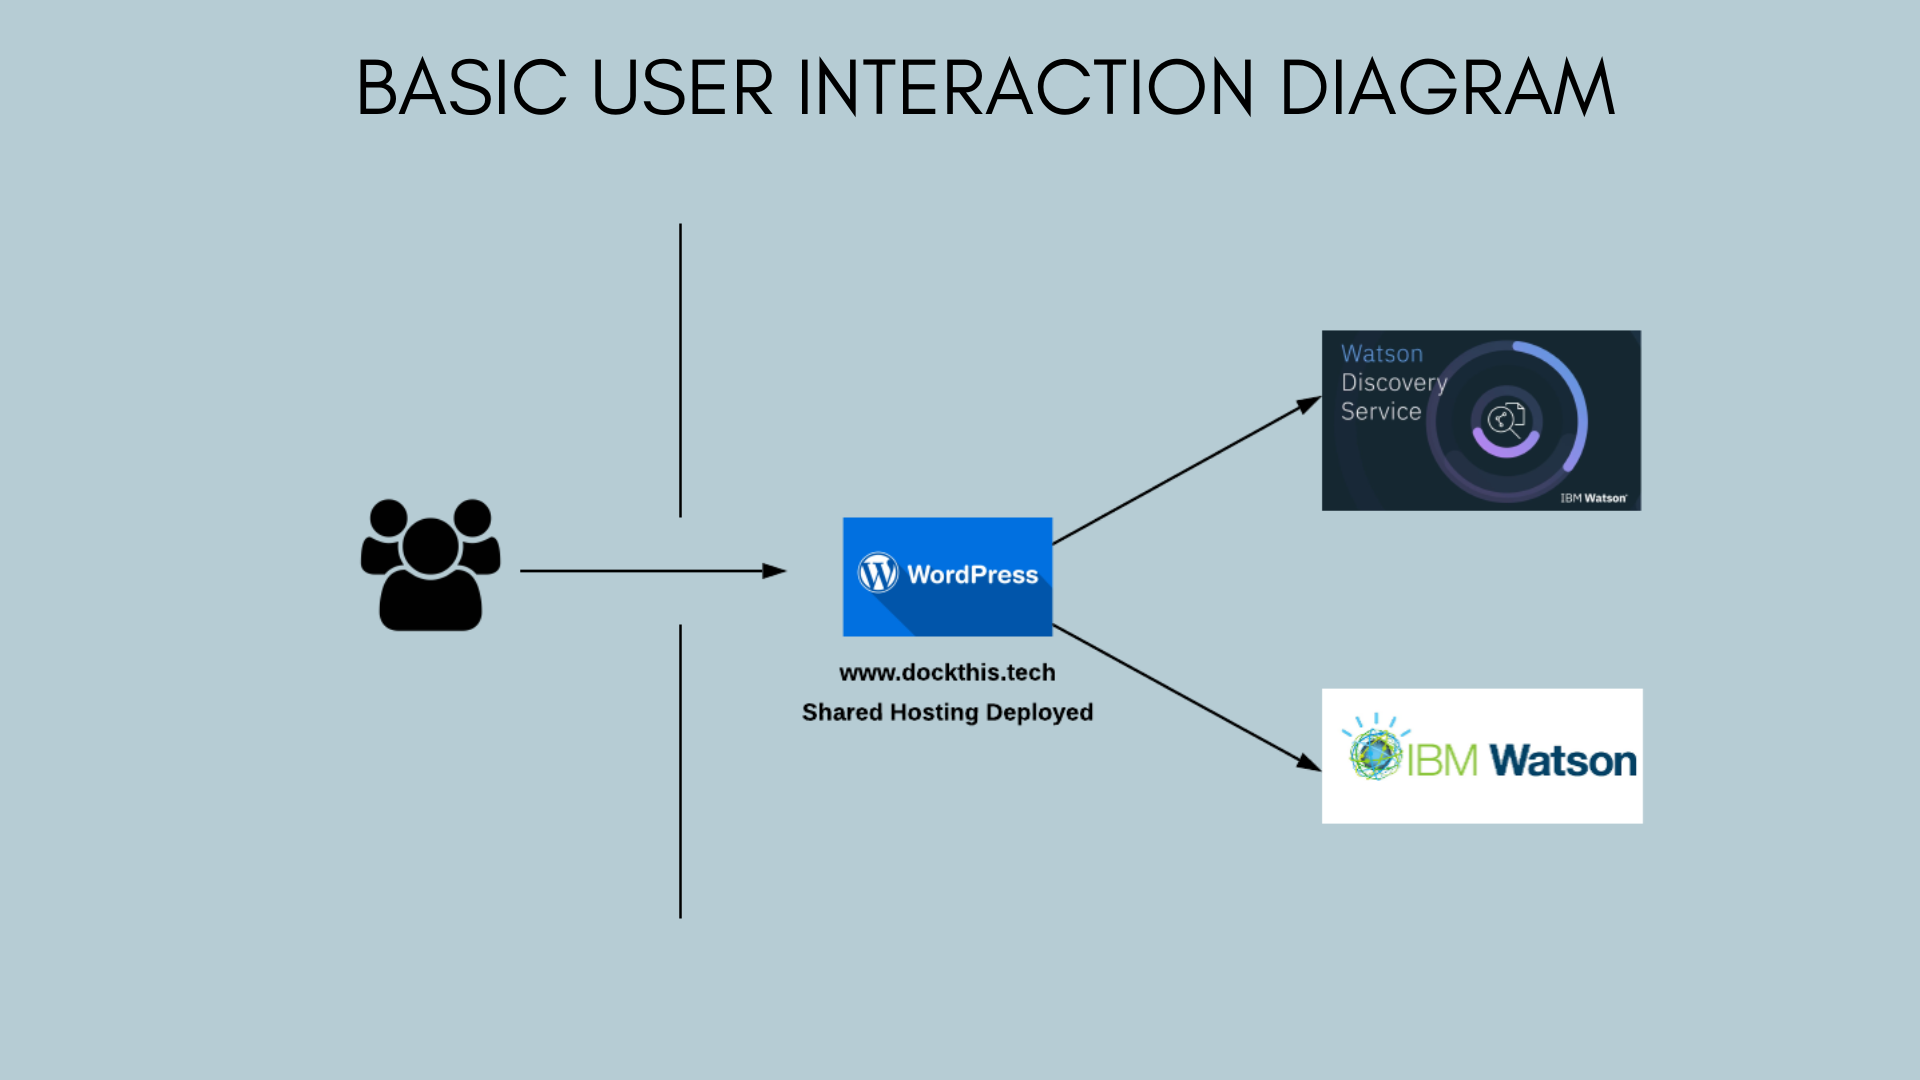 BASIC USER INTERACTION DIAGRAM
Watson
Discovery
Service
IBM Watson
WordPress
www.dockthis.tech
Shared Hosting Deployed
IBM Watson